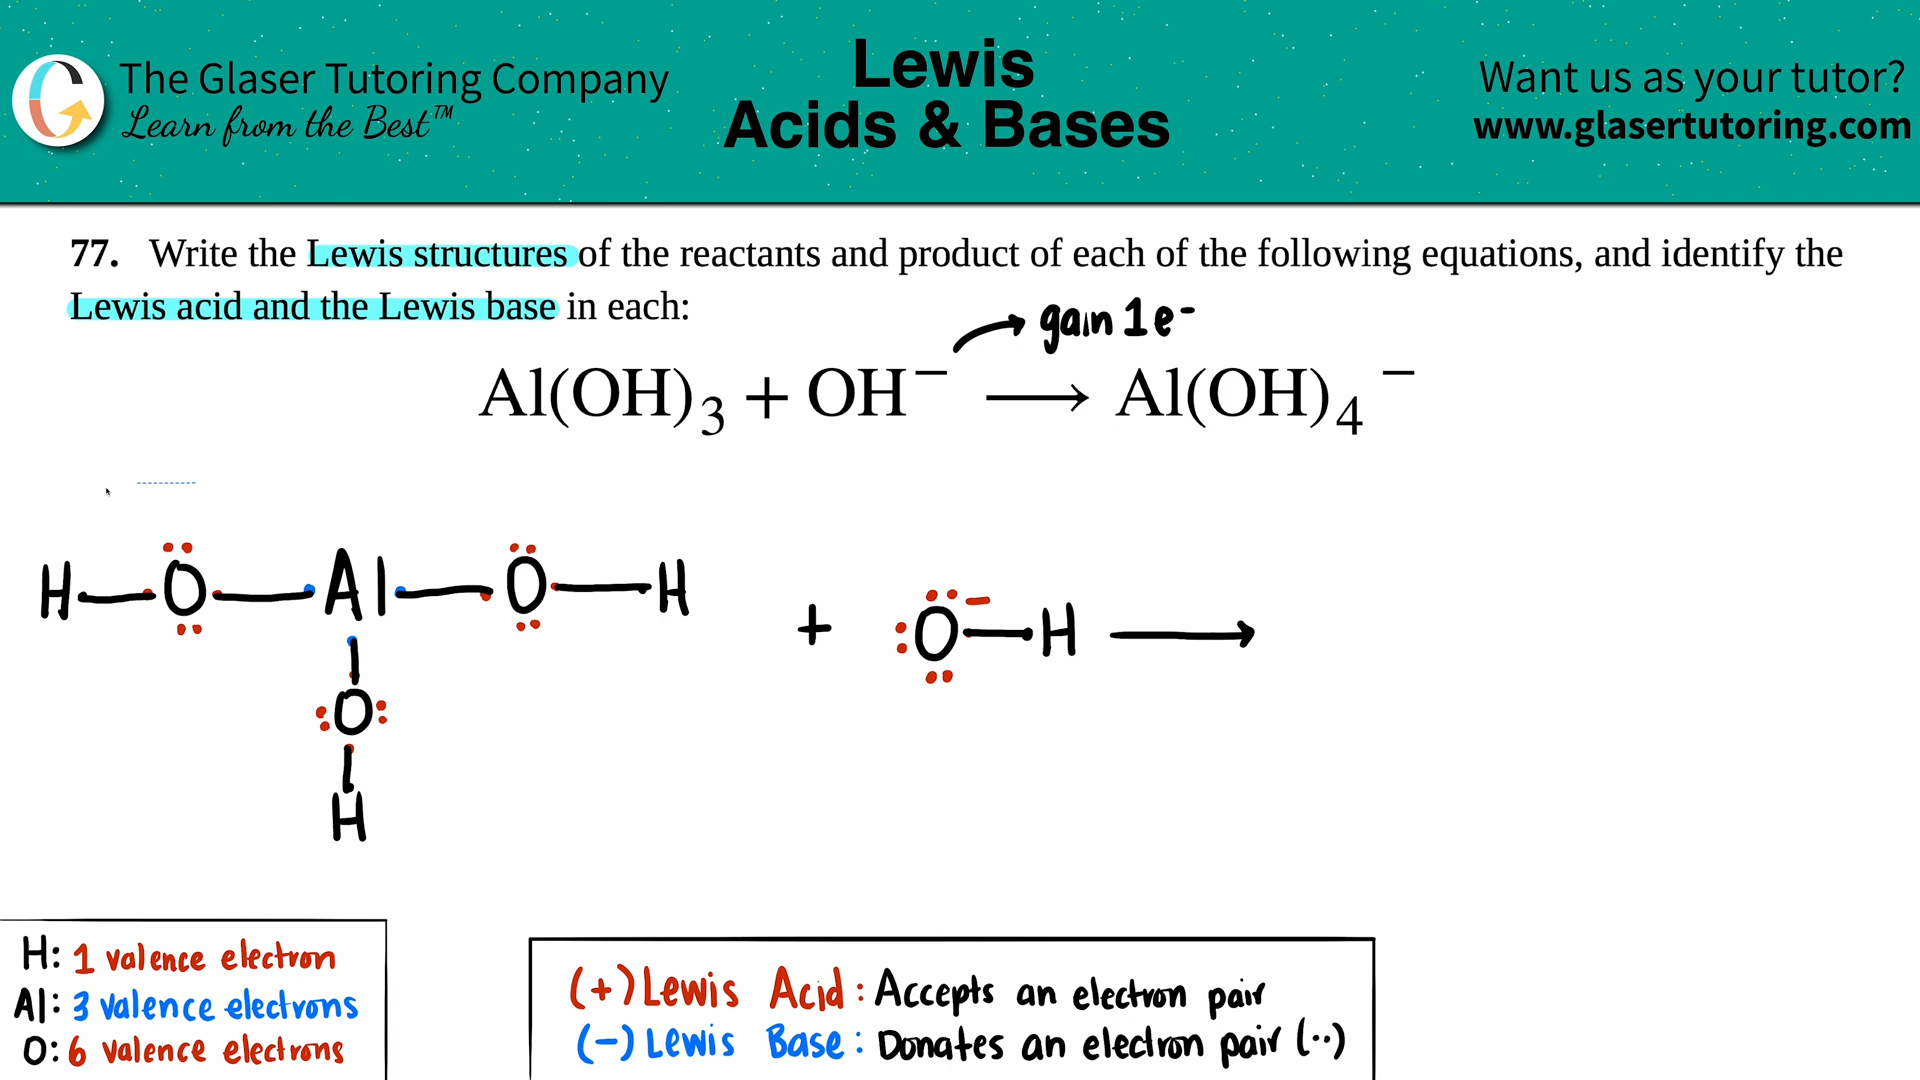 The Glaser Tutoring Company
Learn from the Best™
Lewis
Acids & Bases
Want us as your tutor?
www.glasertutoring.com
77. Write the Lewis structures of the reactants and product of each of the following equations, and identify the
Lewis acid and the Lewis base in each:
gain 1e⁻
Al(OH)₃ + OH⁻ ⟶ Al(OH)₄⁻
H—O—Al—O—H
+ :O—H ⟶
:O:
H
H: 1 valence electron
Al: 3 valence electrons
O: 6 valence electrons
(+) Lewis Acid: Accepts an electron pair
(−) Lewis Base: Donates an electron pair (··)